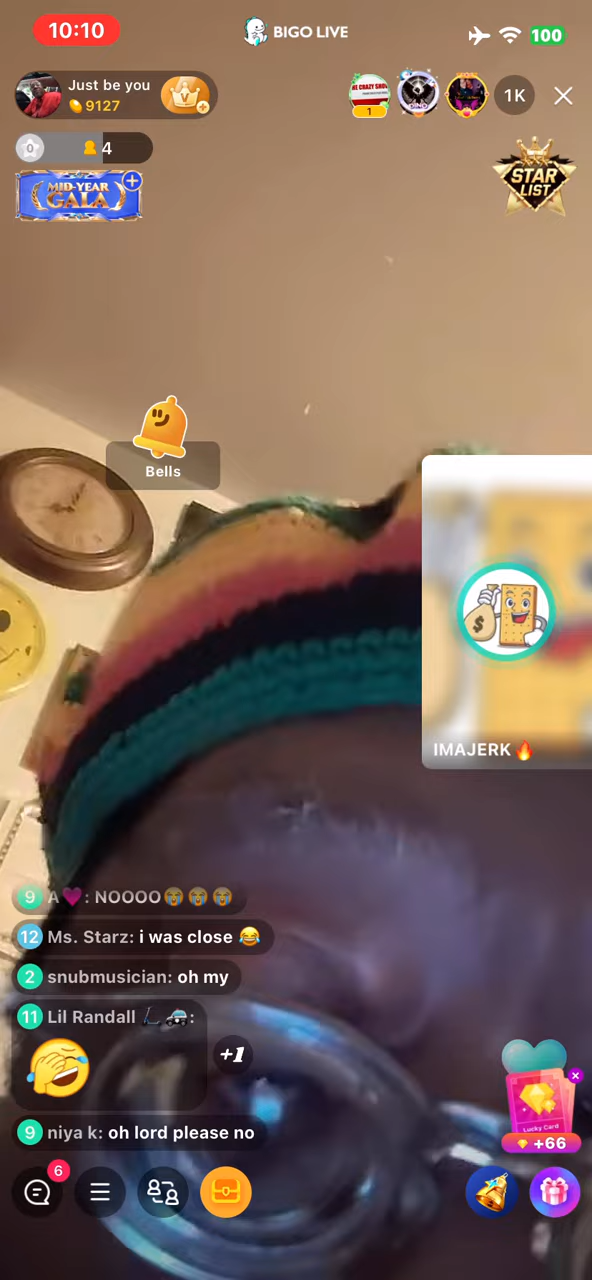 10:10
BIGO LIVE
100
Just be you
9127
V
1
1K
0
4
MID-YEAR
GALA
STAR
LIST
Bells
$
IMAJERK🔥
9 A💜: NOOOO😭😭😭
12 Ms. Starz: i was close 😂
2 snubmusician: oh my
11 Lil Randall 🛴🚓:
+1
9 niya k: oh lord please no
Lucky Card
+66
6